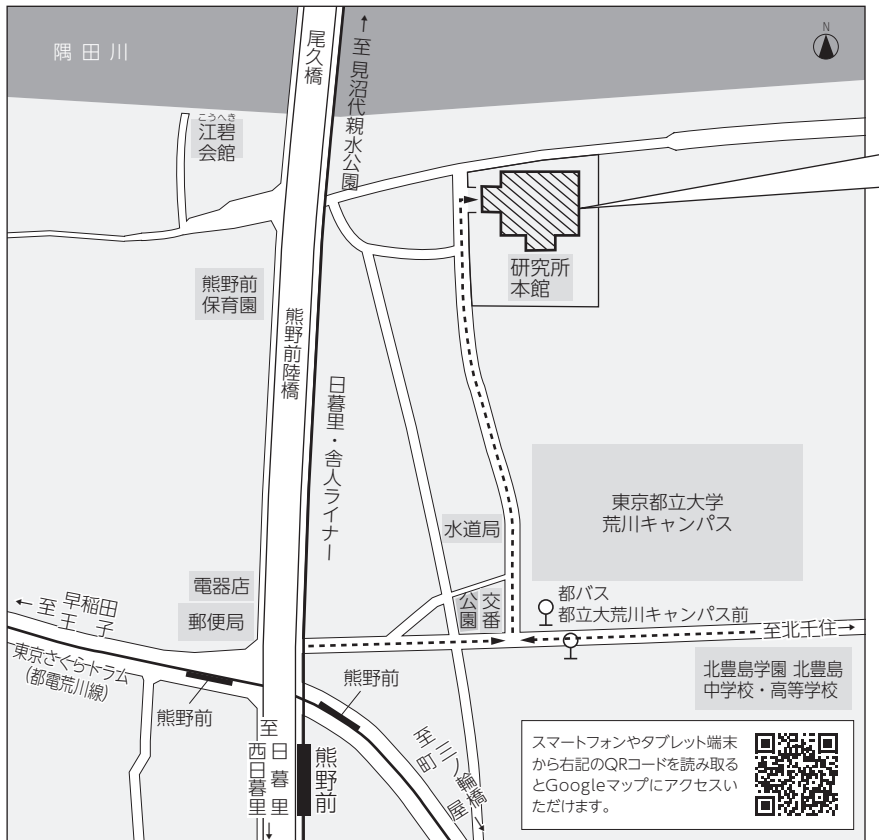 隅田川
N
尾久橋
至見沼代親水公園
こうへき
江碧
会館
研究所
本館
熊野前
保育園
熊野前陸橋
日暮里・舎人ライナー
東京都立大学
荒川キャンパス
水道局
電器店
郵便局
公園
交番
都バス
都立大荒川キャンパス前
至北千住
至
早稲田
王子
東京さくらトラム
(都電荒川線)
熊野前
熊野前
北豊島学園 北豊島
中学校・高等学校
至
日暮里
西日暮里
熊野前
至
三ノ輪橋
町屋
スマートフォンやタブレット端末
から右記のQRコードを読み取る
とGoogleマップにアクセスい
ただけます。